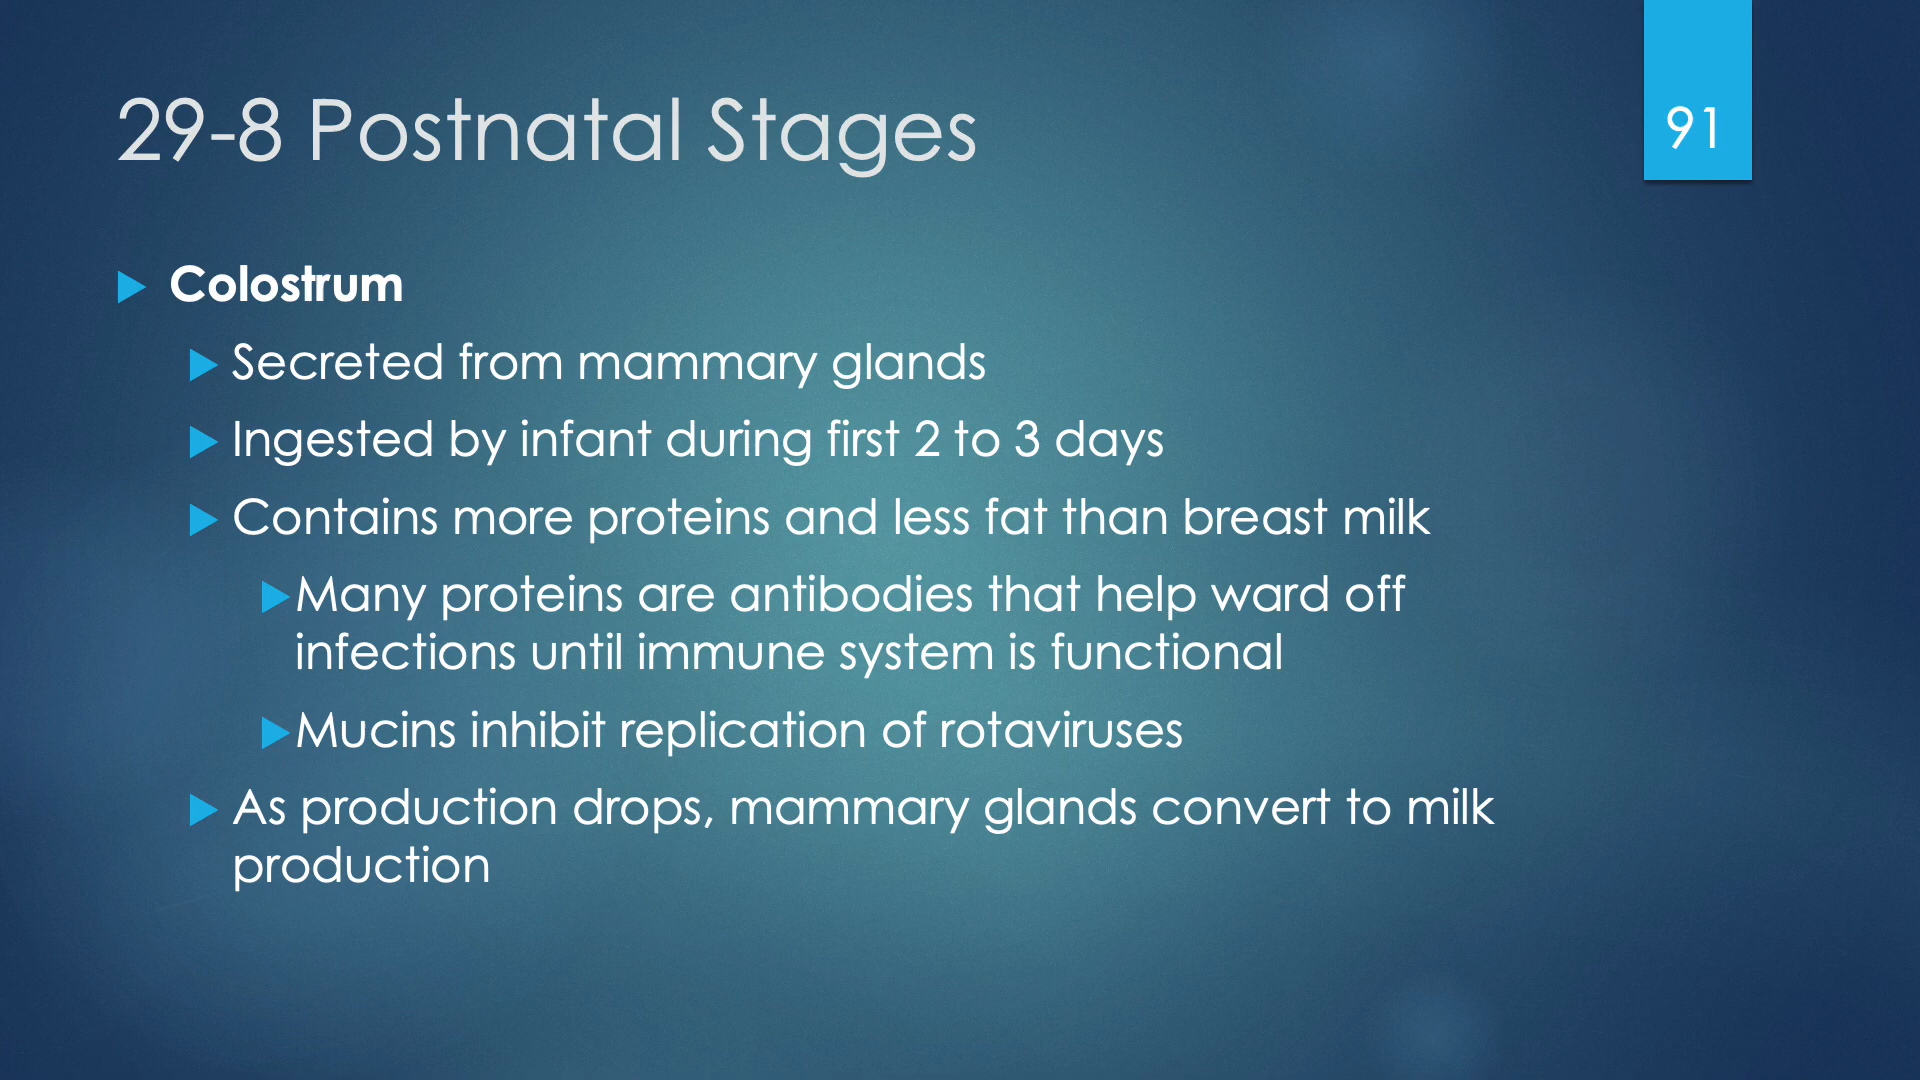 29-8 Postnatal Stages
91
Colostrum
Secreted from mammary glands
Ingested by infant during first 2 to 3 days
Contains more proteins and less fat than breast milk
Many proteins are antibodies that help ward off
infections until immune system is functional
Mucins inhibit replication of rotaviruses
As production drops, mammary glands convert to milk
production